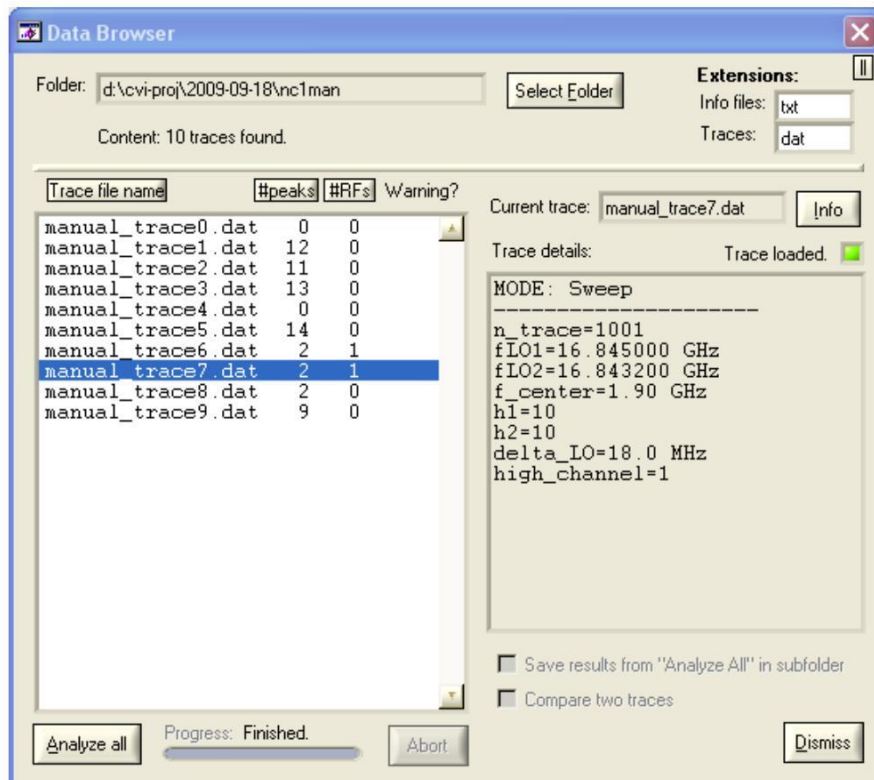 Data Browser
Folder: d:\cvi-proj\2009-09-18\nc1man
Select Folder
Extensions:
Info files: txt
Traces: dat
Content: 10 traces found.
Trace file name #peaks #RFs Warning?
manual_trace0.dat 0 0
manual_trace1.dat 12 0
manual_trace2.dat 11 0
manual_trace3.dat 13 0
manual_trace4.dat 0 0
manual_trace5.dat 14 0
manual_trace6.dat 2 1
manual_trace7.dat 2 1
manual_trace8.dat 2 0
manual_trace9.dat 9 0
Current trace: manual_trace7.dat Info
Trace details: Trace loaded.
MODE: Sweep
---------------------
n_trace=1001
fLO1=16.845000 GHz
fLO2=16.843200 GHz
f_center=1.90 GHz
h1=10
h2=10
delta_LO=18.0 MHz
high_channel=1
Save results from "Analyze All" in subfolder
Compare two traces
Analyze all
Progress: Finished.
Abort
Dismiss